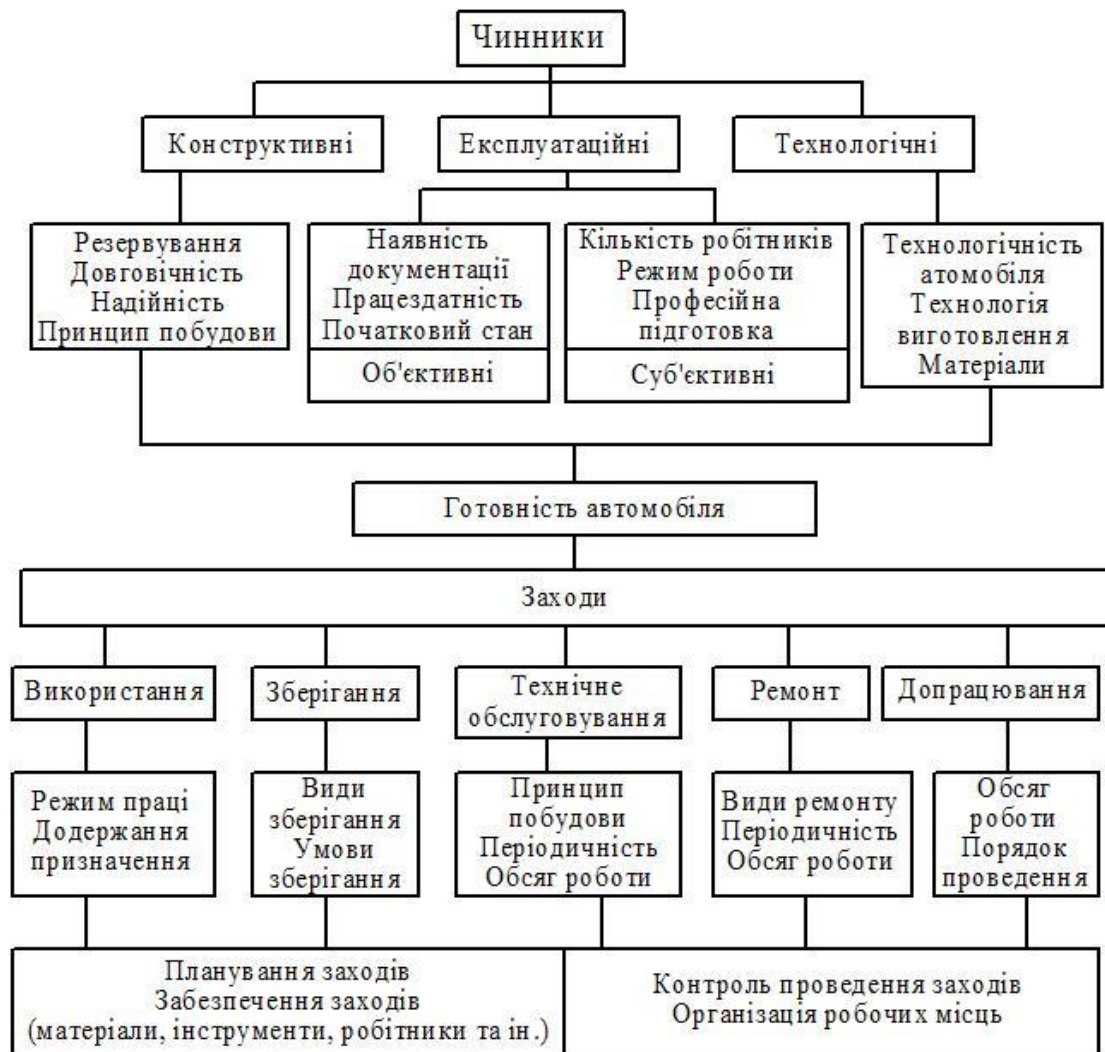 Чинники
Конструктивні
Експлуатаційні
Технологічні
Резервування
Довговічність
Надійність
Принцип побудови
Наявність
документації
Працездатність
Початковий стан
Об'єктивні
Кількість робітників
Режим роботи
Професійна
підготовка
Суб'єктивні
Технологічність
атомобіля
Технологія
виготовлення
Матеріали
Готовність автомобіля
Заходи
Використання
Зберігання
Технічне
обслуговування
Ремонт
Допрацювання
Режим праці
Додержання
призначення
Види
зберігання
Умови
зберігання
Принцип
побудови
Періодичність
Обсяг роботи
Види ремонту
Періодичність
Обсяг роботи
Обсяг
роботи
Порядок
проведення
Планування заходів
Забезпечення заходів
(матеріали, інструменти, робітники та ін.)
Контроль проведення заходів
Організація робочих місць